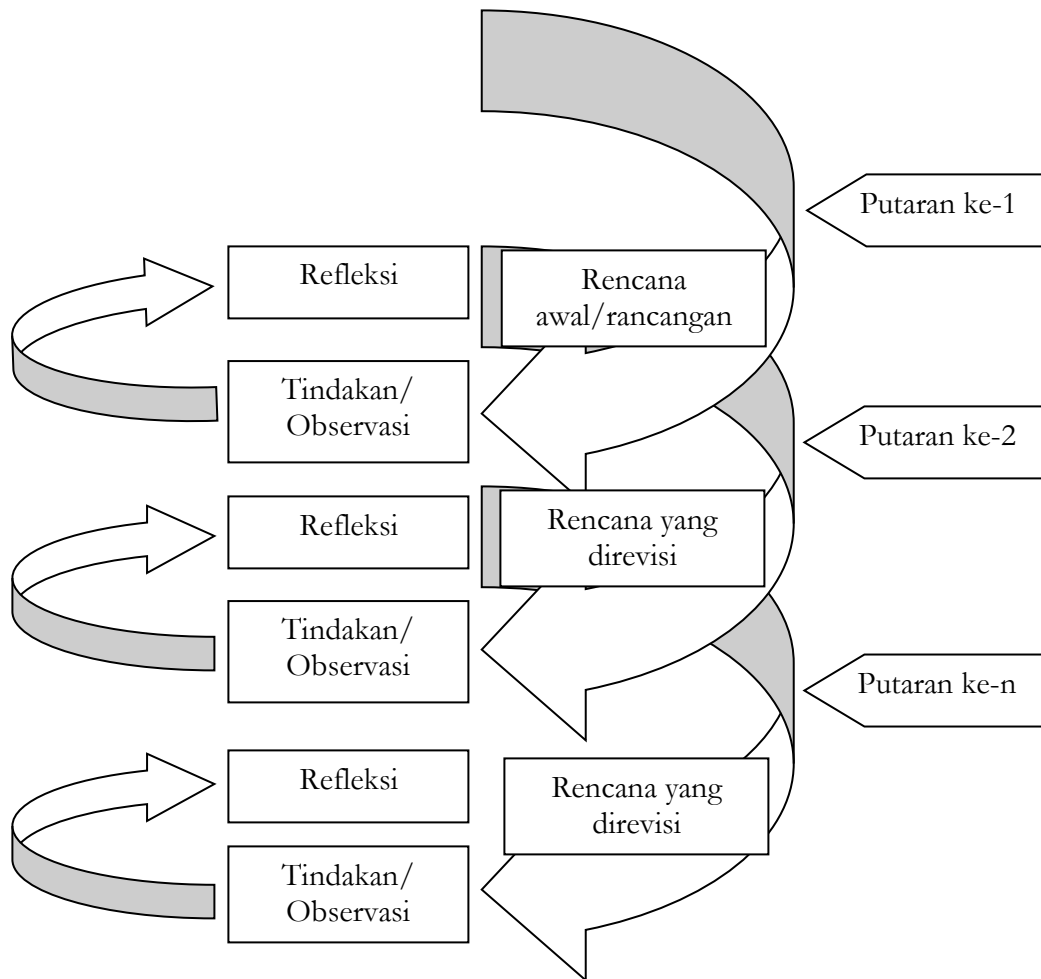 Putaran ke-1
Refleksi
Rencana
awal/rancangan
Tindakan/
Observasi
Putaran ke-2
Refleksi
Rencana yang
direvisi
Tindakan/
Observasi
Putaran ke-n
Refleksi
Rencana yang
direvisi
Tindakan/
Observasi